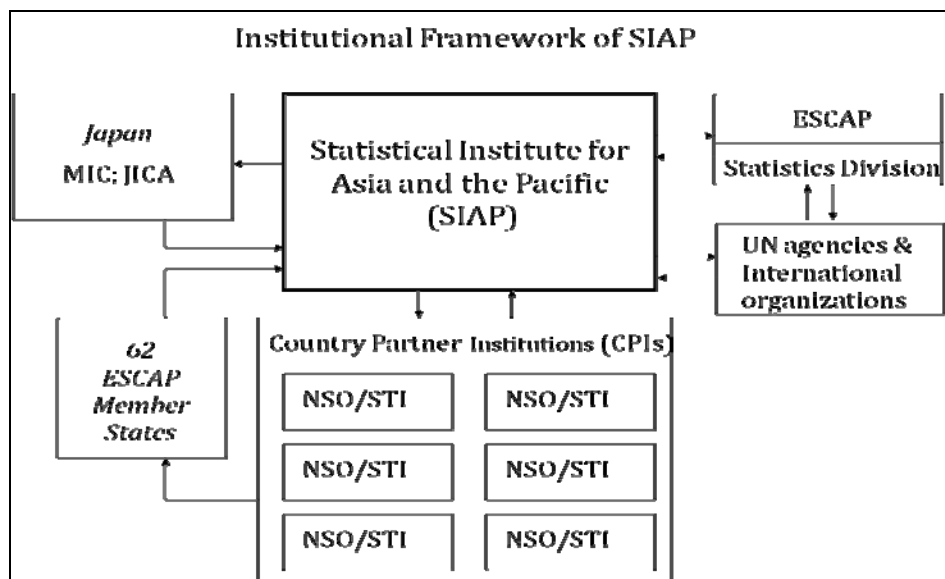 Institutional Framework of SIAP
Japan
MIC; JICA
Statistical Institute for
Asia and the Pacific
(SIAP)
ESCAP
Statistics Division
UN agencies &
International
organizations
62
ESCAP
Member
States
Country Partner Institutions (CPIs)
NSO/STI
NSO/STI
NSO/STI
NSO/STI
NSO/STI
NSO/STI